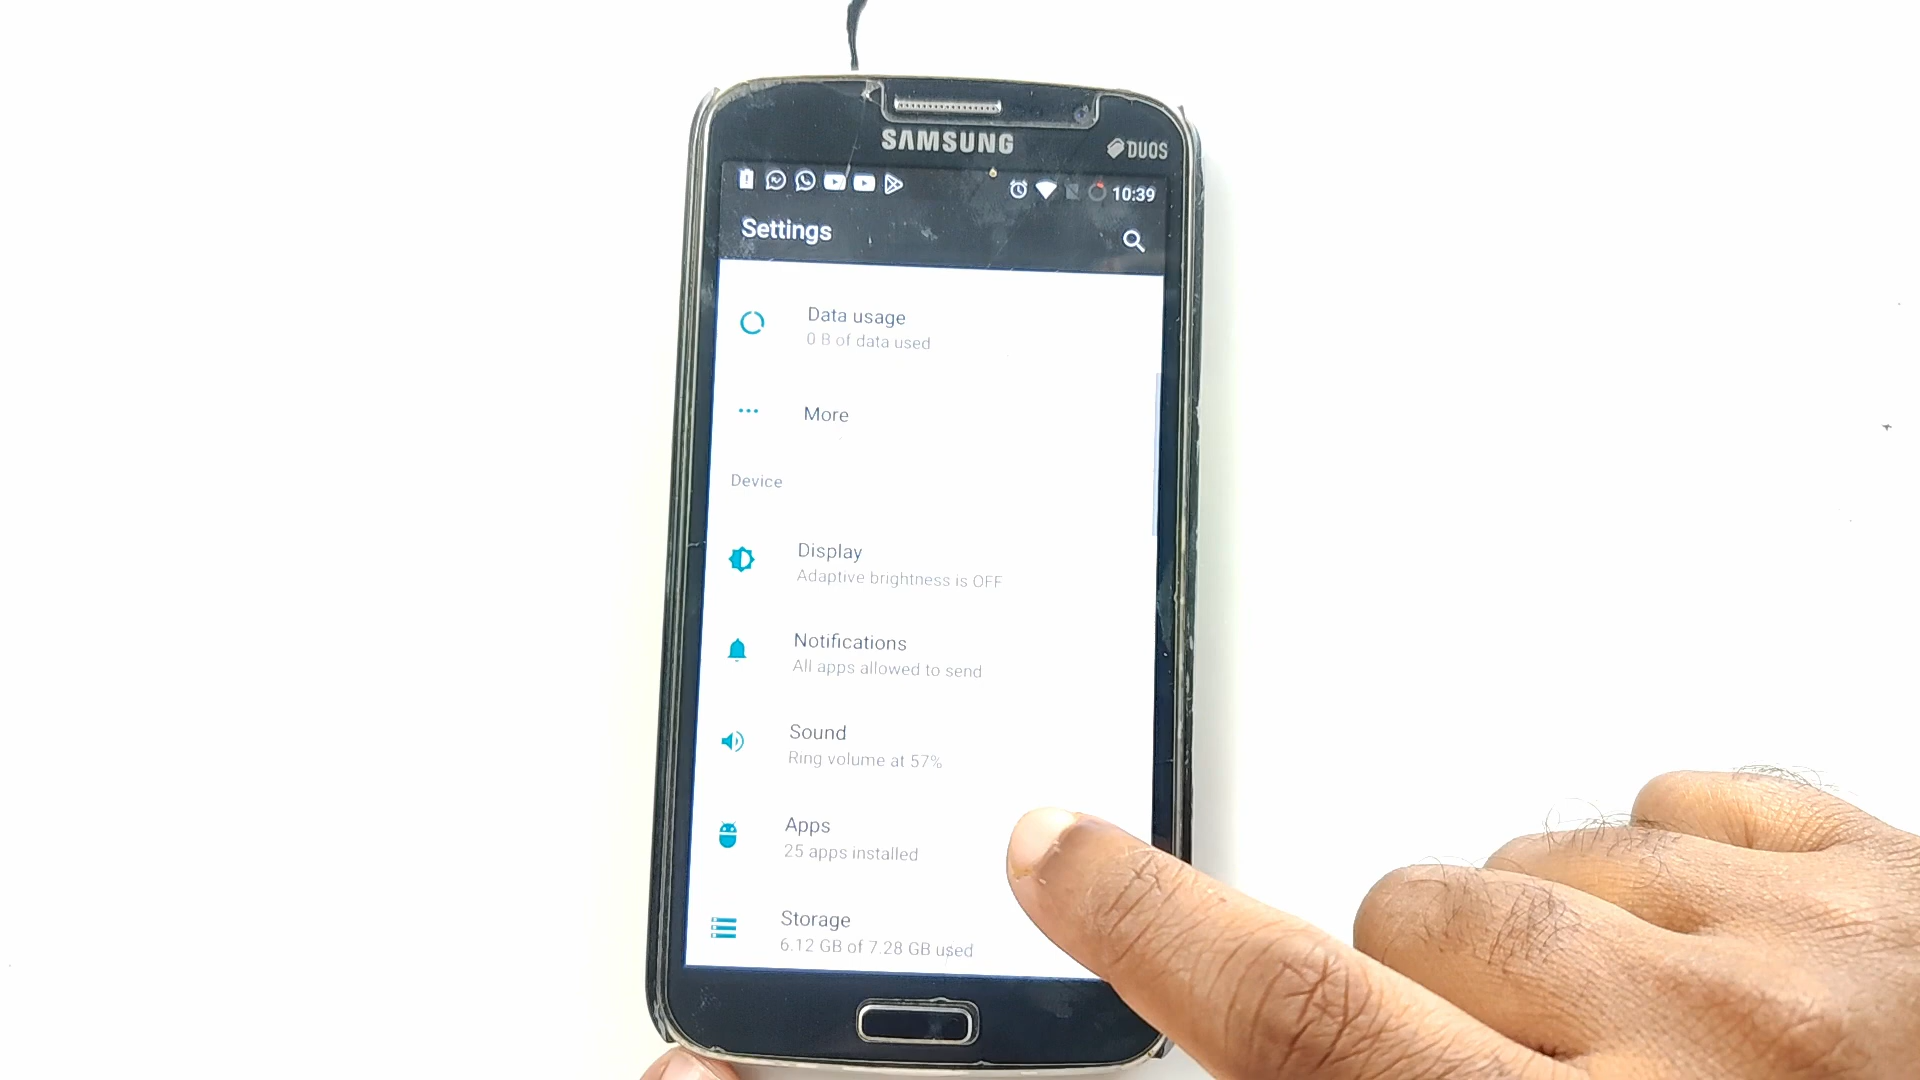 SAMSUNG
DUOS
10:39
Settings
Data usage
0 B of data used
More
Device
Display
Adaptive brightness is OFF
Notifications
All apps allowed to send
Sound
Ring volume at 57%
Apps
25 apps installed
Storage
6.12 GB of 7.28 GB used